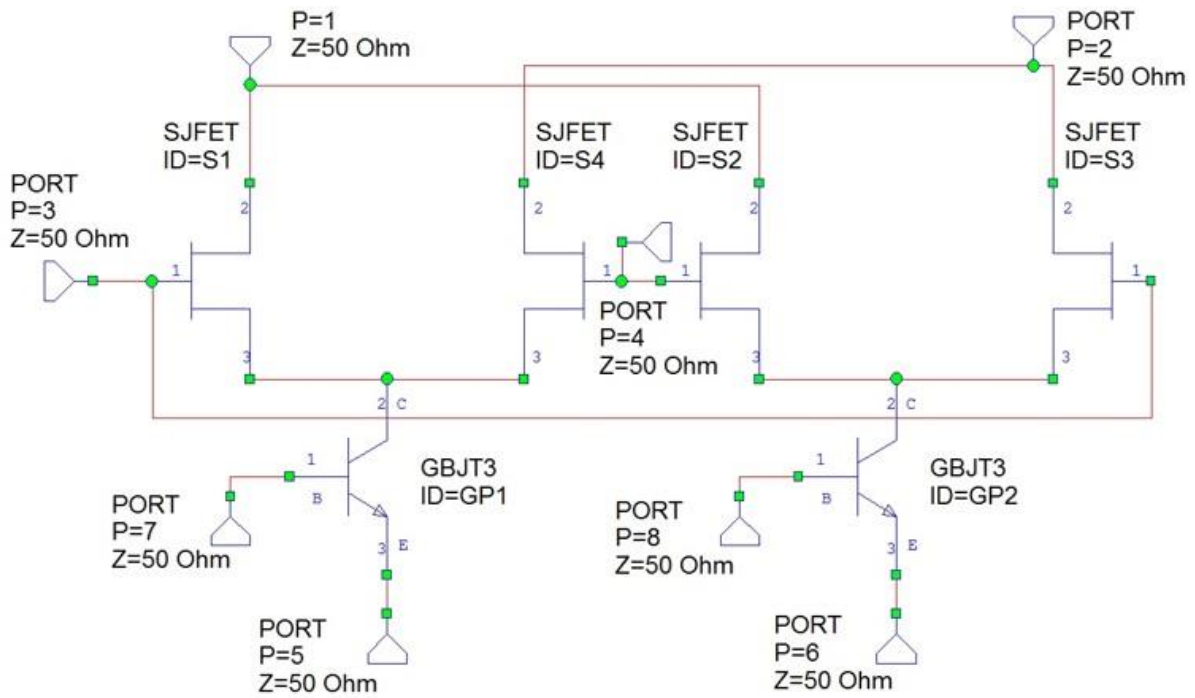 P=1
Z=50 Ohm
PORT
P=2
Z=50 Ohm
SJFET
ID=S1
SJFET
ID=S4
SJFET
ID=S2
SJFET
ID=S3
PORT
P=3
Z=50 Ohm
2
2
2
2
1
1
1
1
PORT
P=4
Z=50 Ohm
3
3
3
3
2 C
2 C
1
B
GBJT3
ID=GP1
1
B
GBJT3
ID=GP2
PORT
P=7
Z=50 Ohm
PORT
P=8
Z=50 Ohm
3 E
3 E
PORT
P=5
Z=50 Ohm
PORT
P=6
Z=50 Ohm